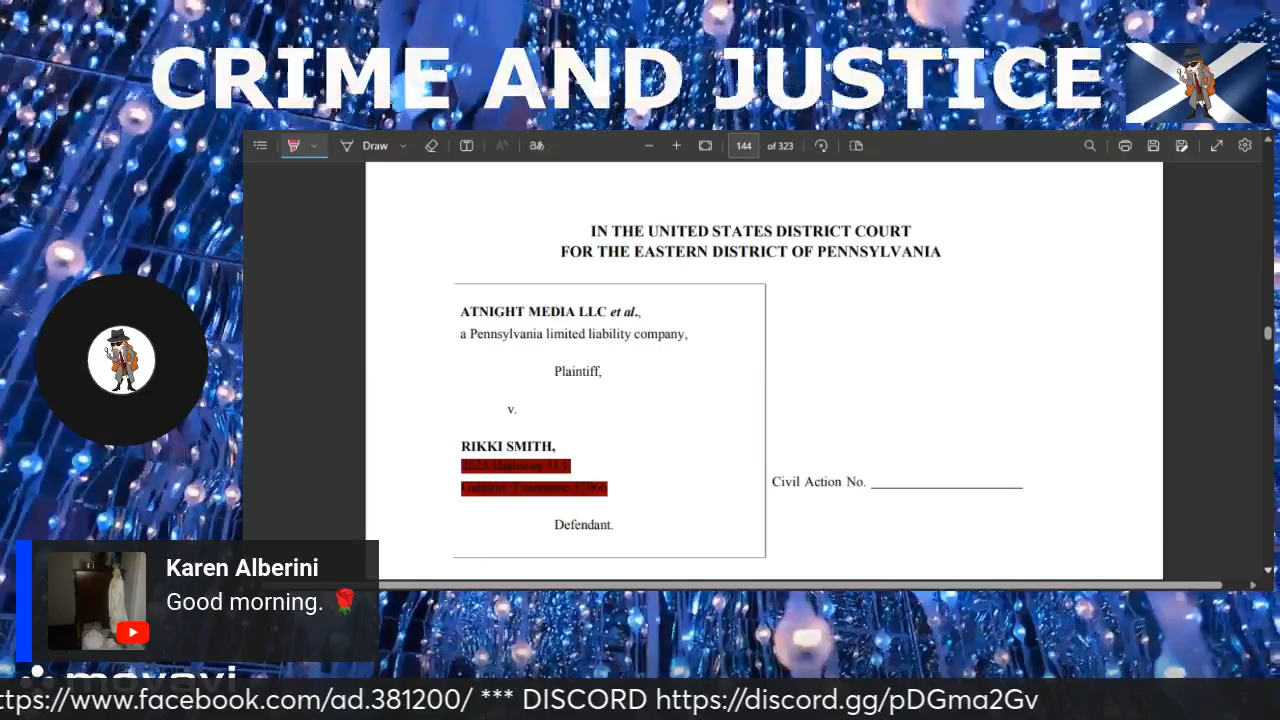 CRIME AND JUSTICE
Draw
144 of 323
IN THE UNITED STATES DISTRICT COURT
FOR THE EASTERN DISTRICT OF PENNSYLVANIA
ATNIGHT MEDIA LLC et al.,
a Pennsylvania limited liability company,
Plaintiff,
v.
RIKKI SMITH,
Civil Action No.
Defendant.
Karen Alberini
Good morning. 🌹
movavi
ttps://www.facebook.com/ad.381200/ *** DISCORD https://discord.gg/pDGma2Gv